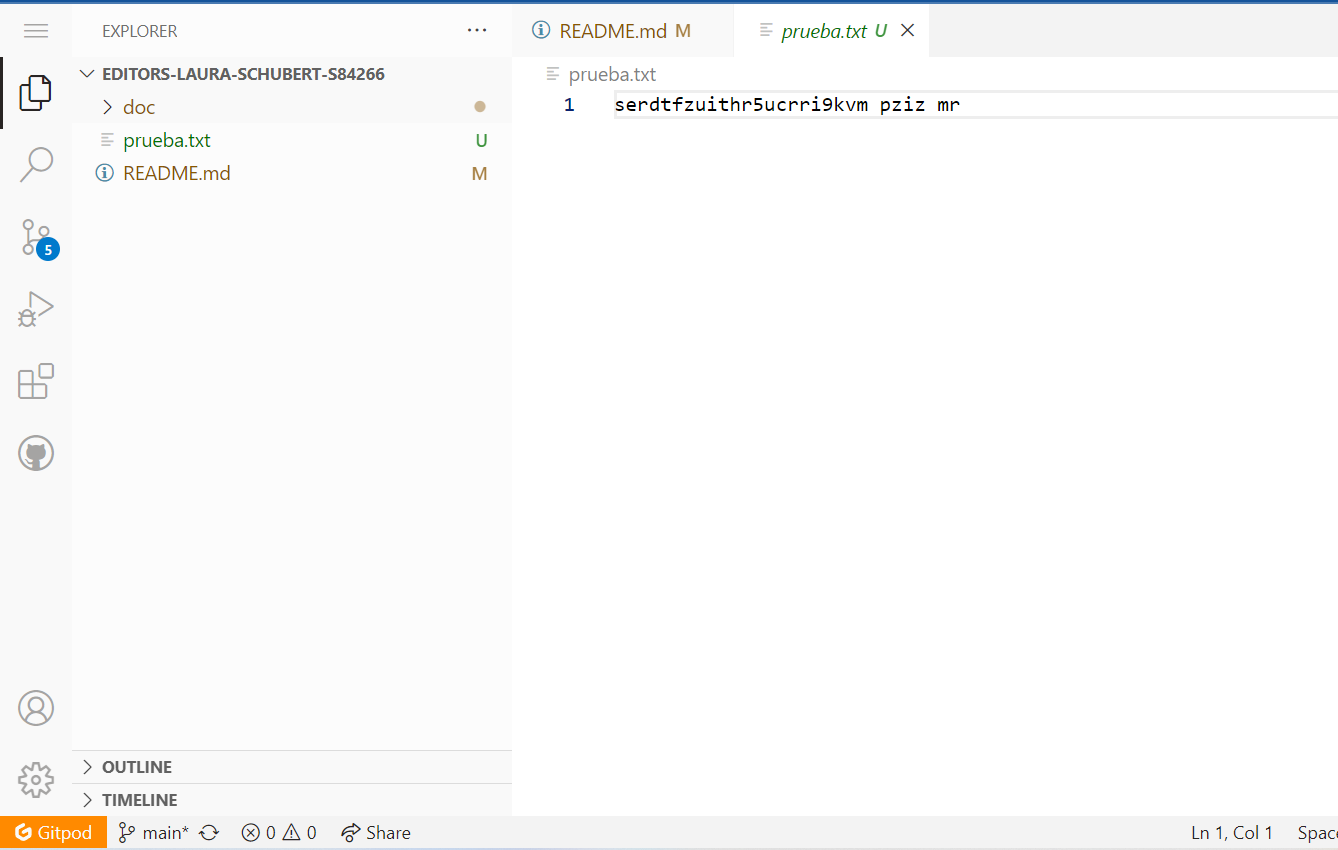 EXPLORER
EDITORS-LAURA-SCHUBERT-S84266
doc
prueba.txt U
README.md M
5
OUTLINE
TIMELINE
README.md M
prueba.txt U
prueba.txt
1 serdtfzuithr5ucrri9kvm pziz mr
Gitpod main* 0 0 Share Ln 1, Col 1